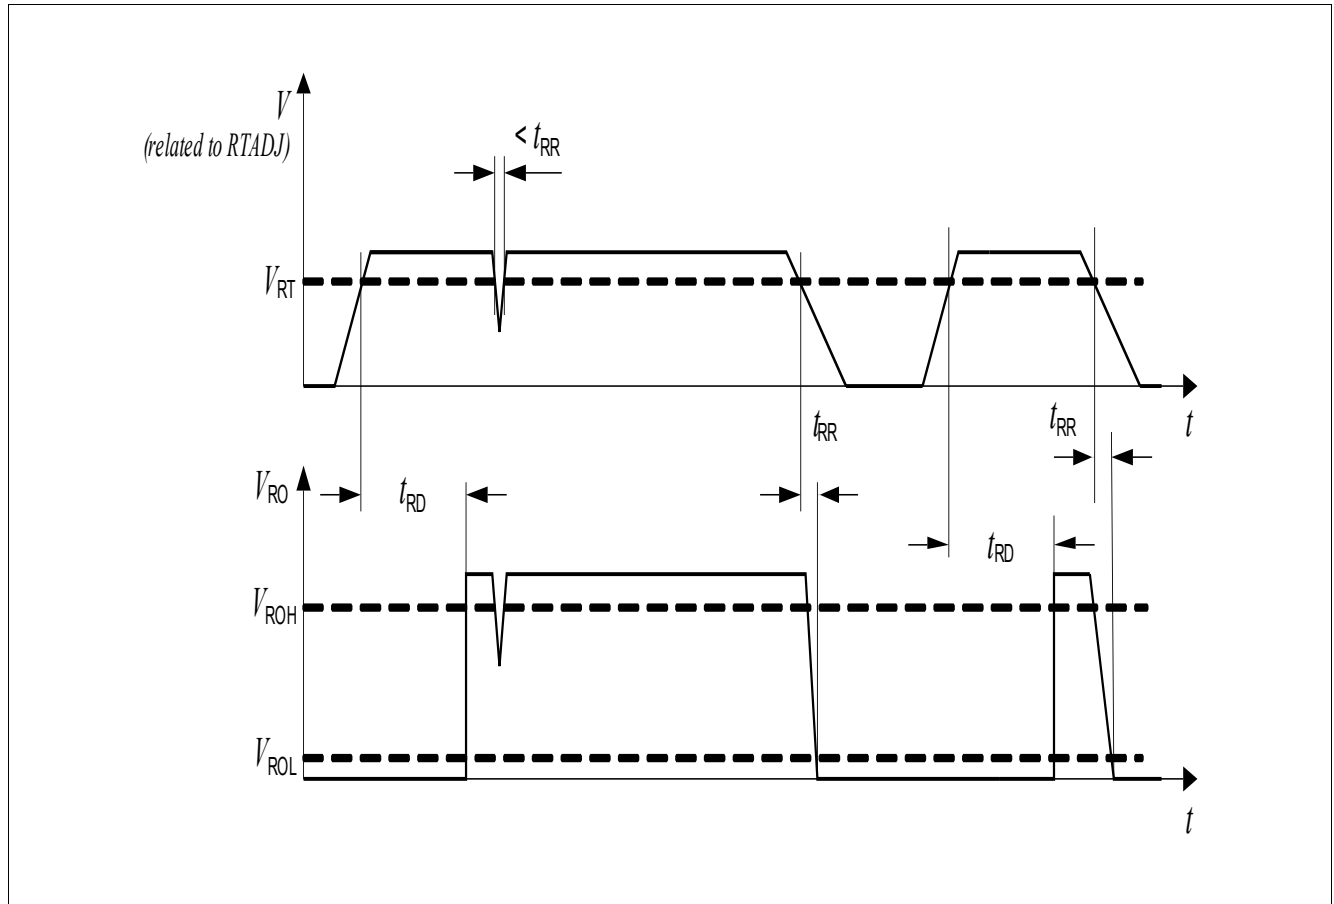 V
(related to RTADJ)
< tRR
VRT
t
tRR
tRR
VRO
tRD
tRD
VROH
VROL
t